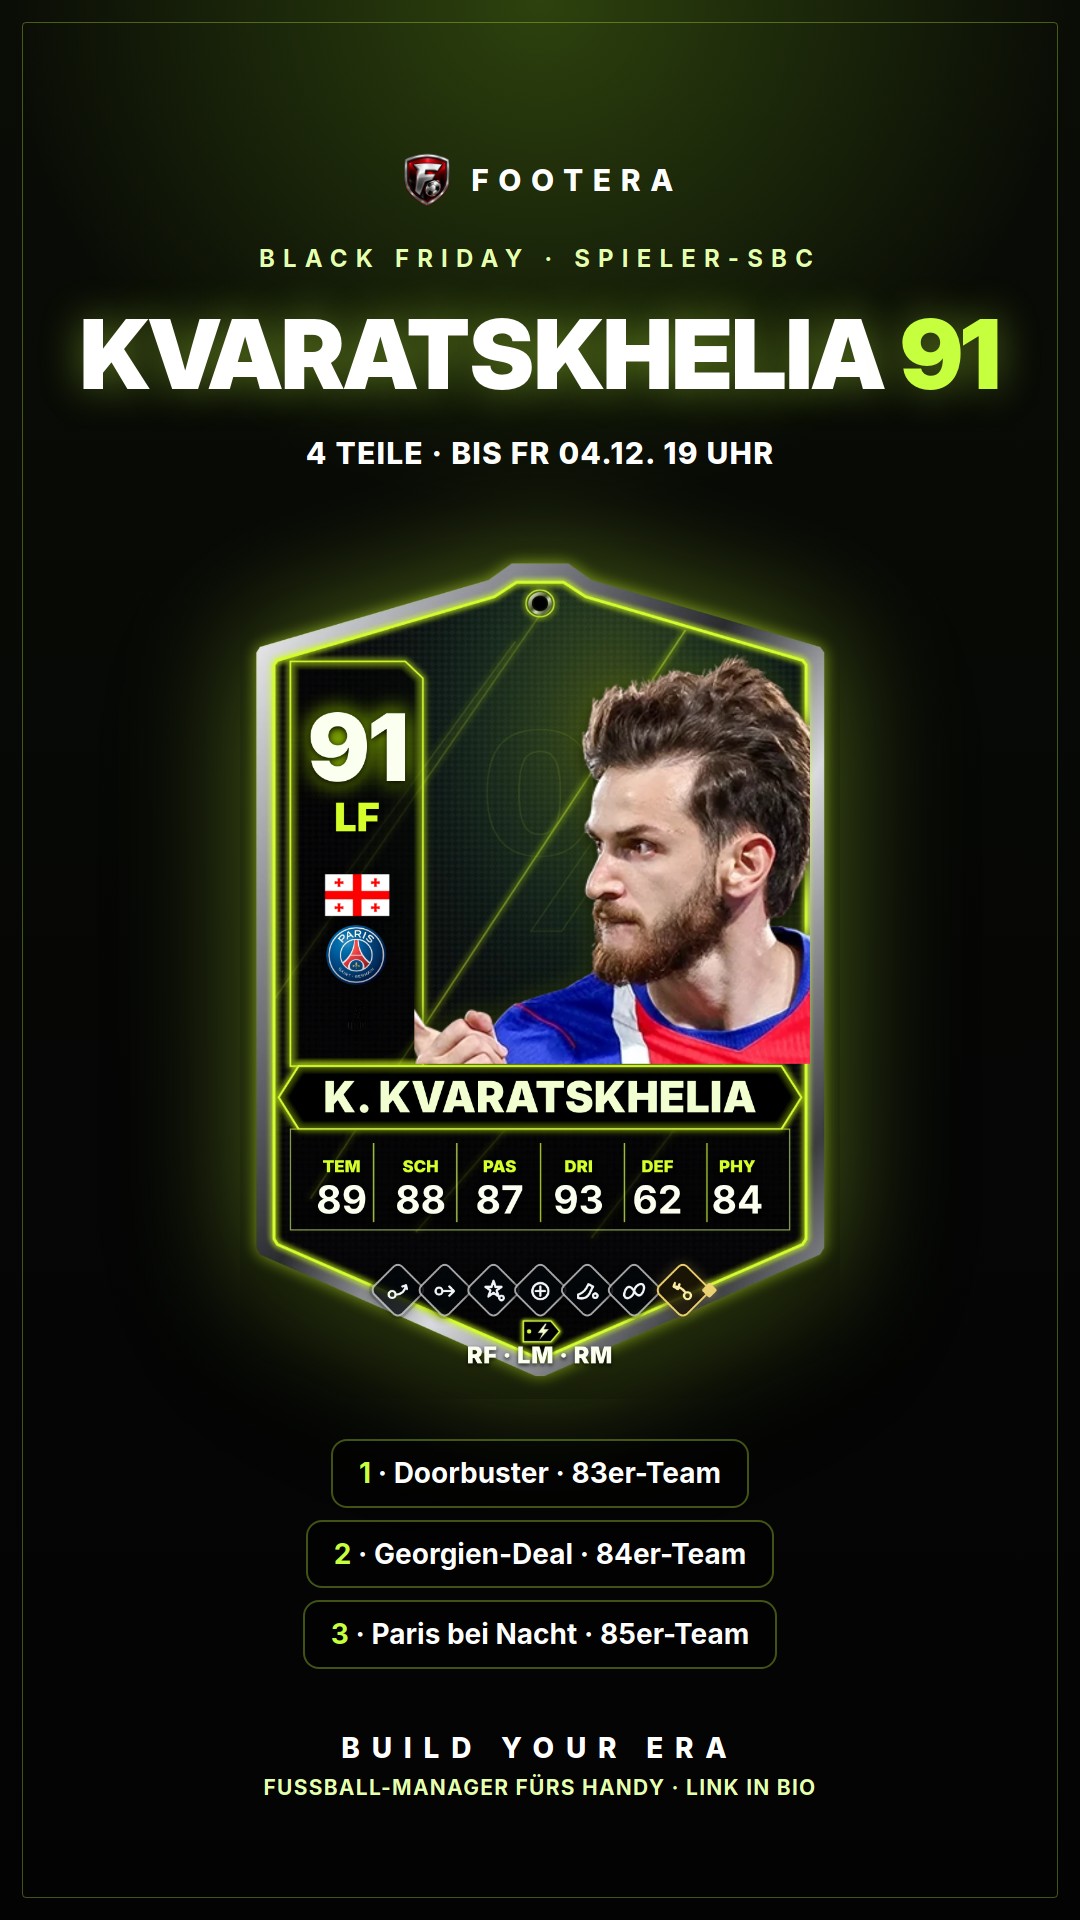 FOOTERA
BLACK FRIDAY · SPIELER-SBC
KVARATSKHELIA 91
4 TEILE · BIS FR 04.12. 19 UHR
91
LF
PARIS
K. KVARATSKHELIA
TEM SCH PAS DRI DEF PHY
89 88 87 93 62 84
RF · LM · RM
1 · Doorbuster · 83er-Team
2 · Georgien-Deal · 84er-Team
3 · Paris bei Nacht · 85er-Team
BUILD YOUR ERA
FUSSBALL-MANAGER FÜRS HANDY · LINK IN BIO